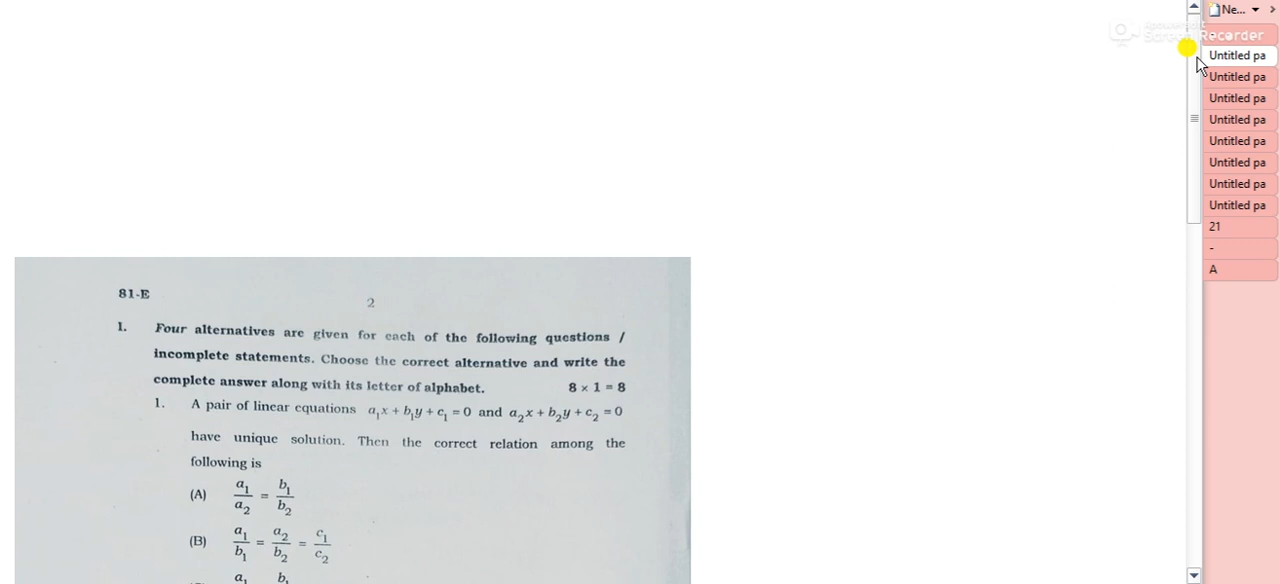 Ne...
Apowersoft
Screen Recorder
Untitled pa
Untitled pa
Untitled pa
Untitled pa
Untitled pa
Untitled pa
Untitled pa
Untitled pa
21
-
A
81-E
2
1. Four alternatives are given for each of the following questions /
incomplete statements. Choose the correct alternative and write the
complete answer along with its letter of alphabet. 8 × 1 = 8
1. A pair of linear equations a₁x + b₁y + c₁ = 0 and a₂x + b₂y + c₂ = 0
have unique solution. Then the correct relation among the
following is
(A) a₁/a₂ = b₁/b₂
(B) a₁/b₁ = a₂/b₂ = c₁/c₂
a₁ b₁